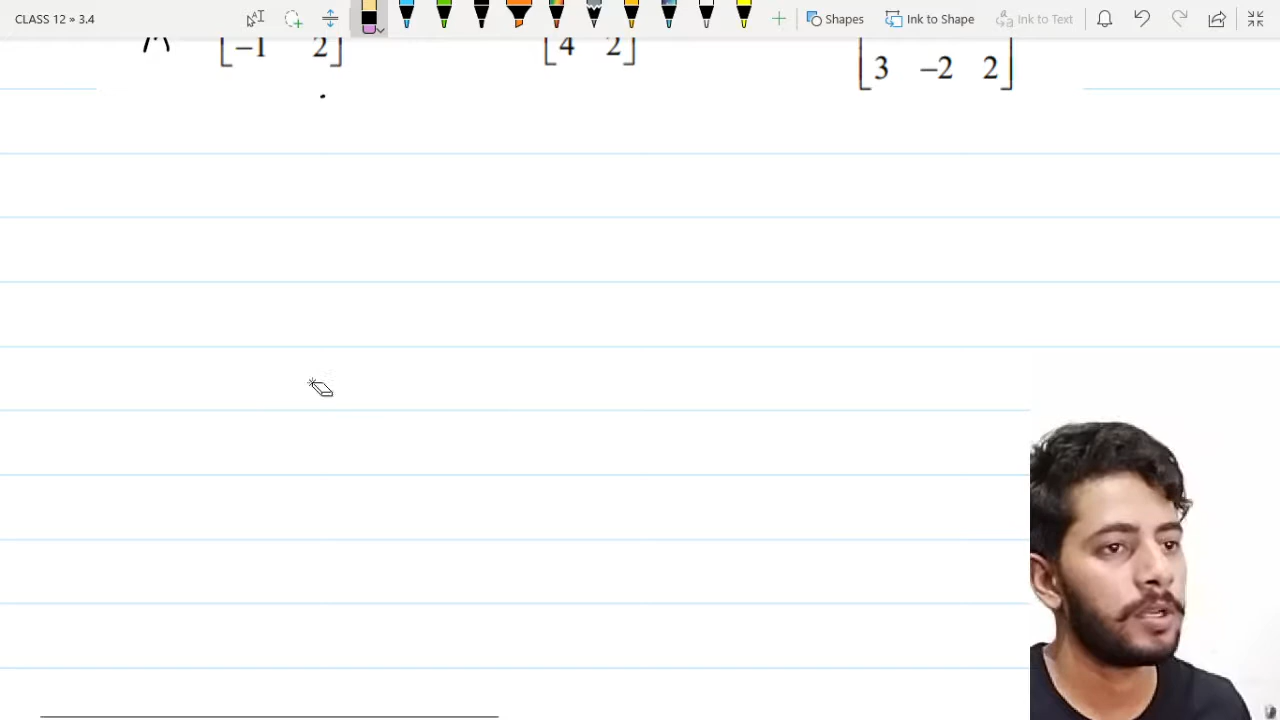 CLASS 12 » 3.4
Shapes
Ink to Shape
Ink to Text
–1 2
4 2
3 –2 2